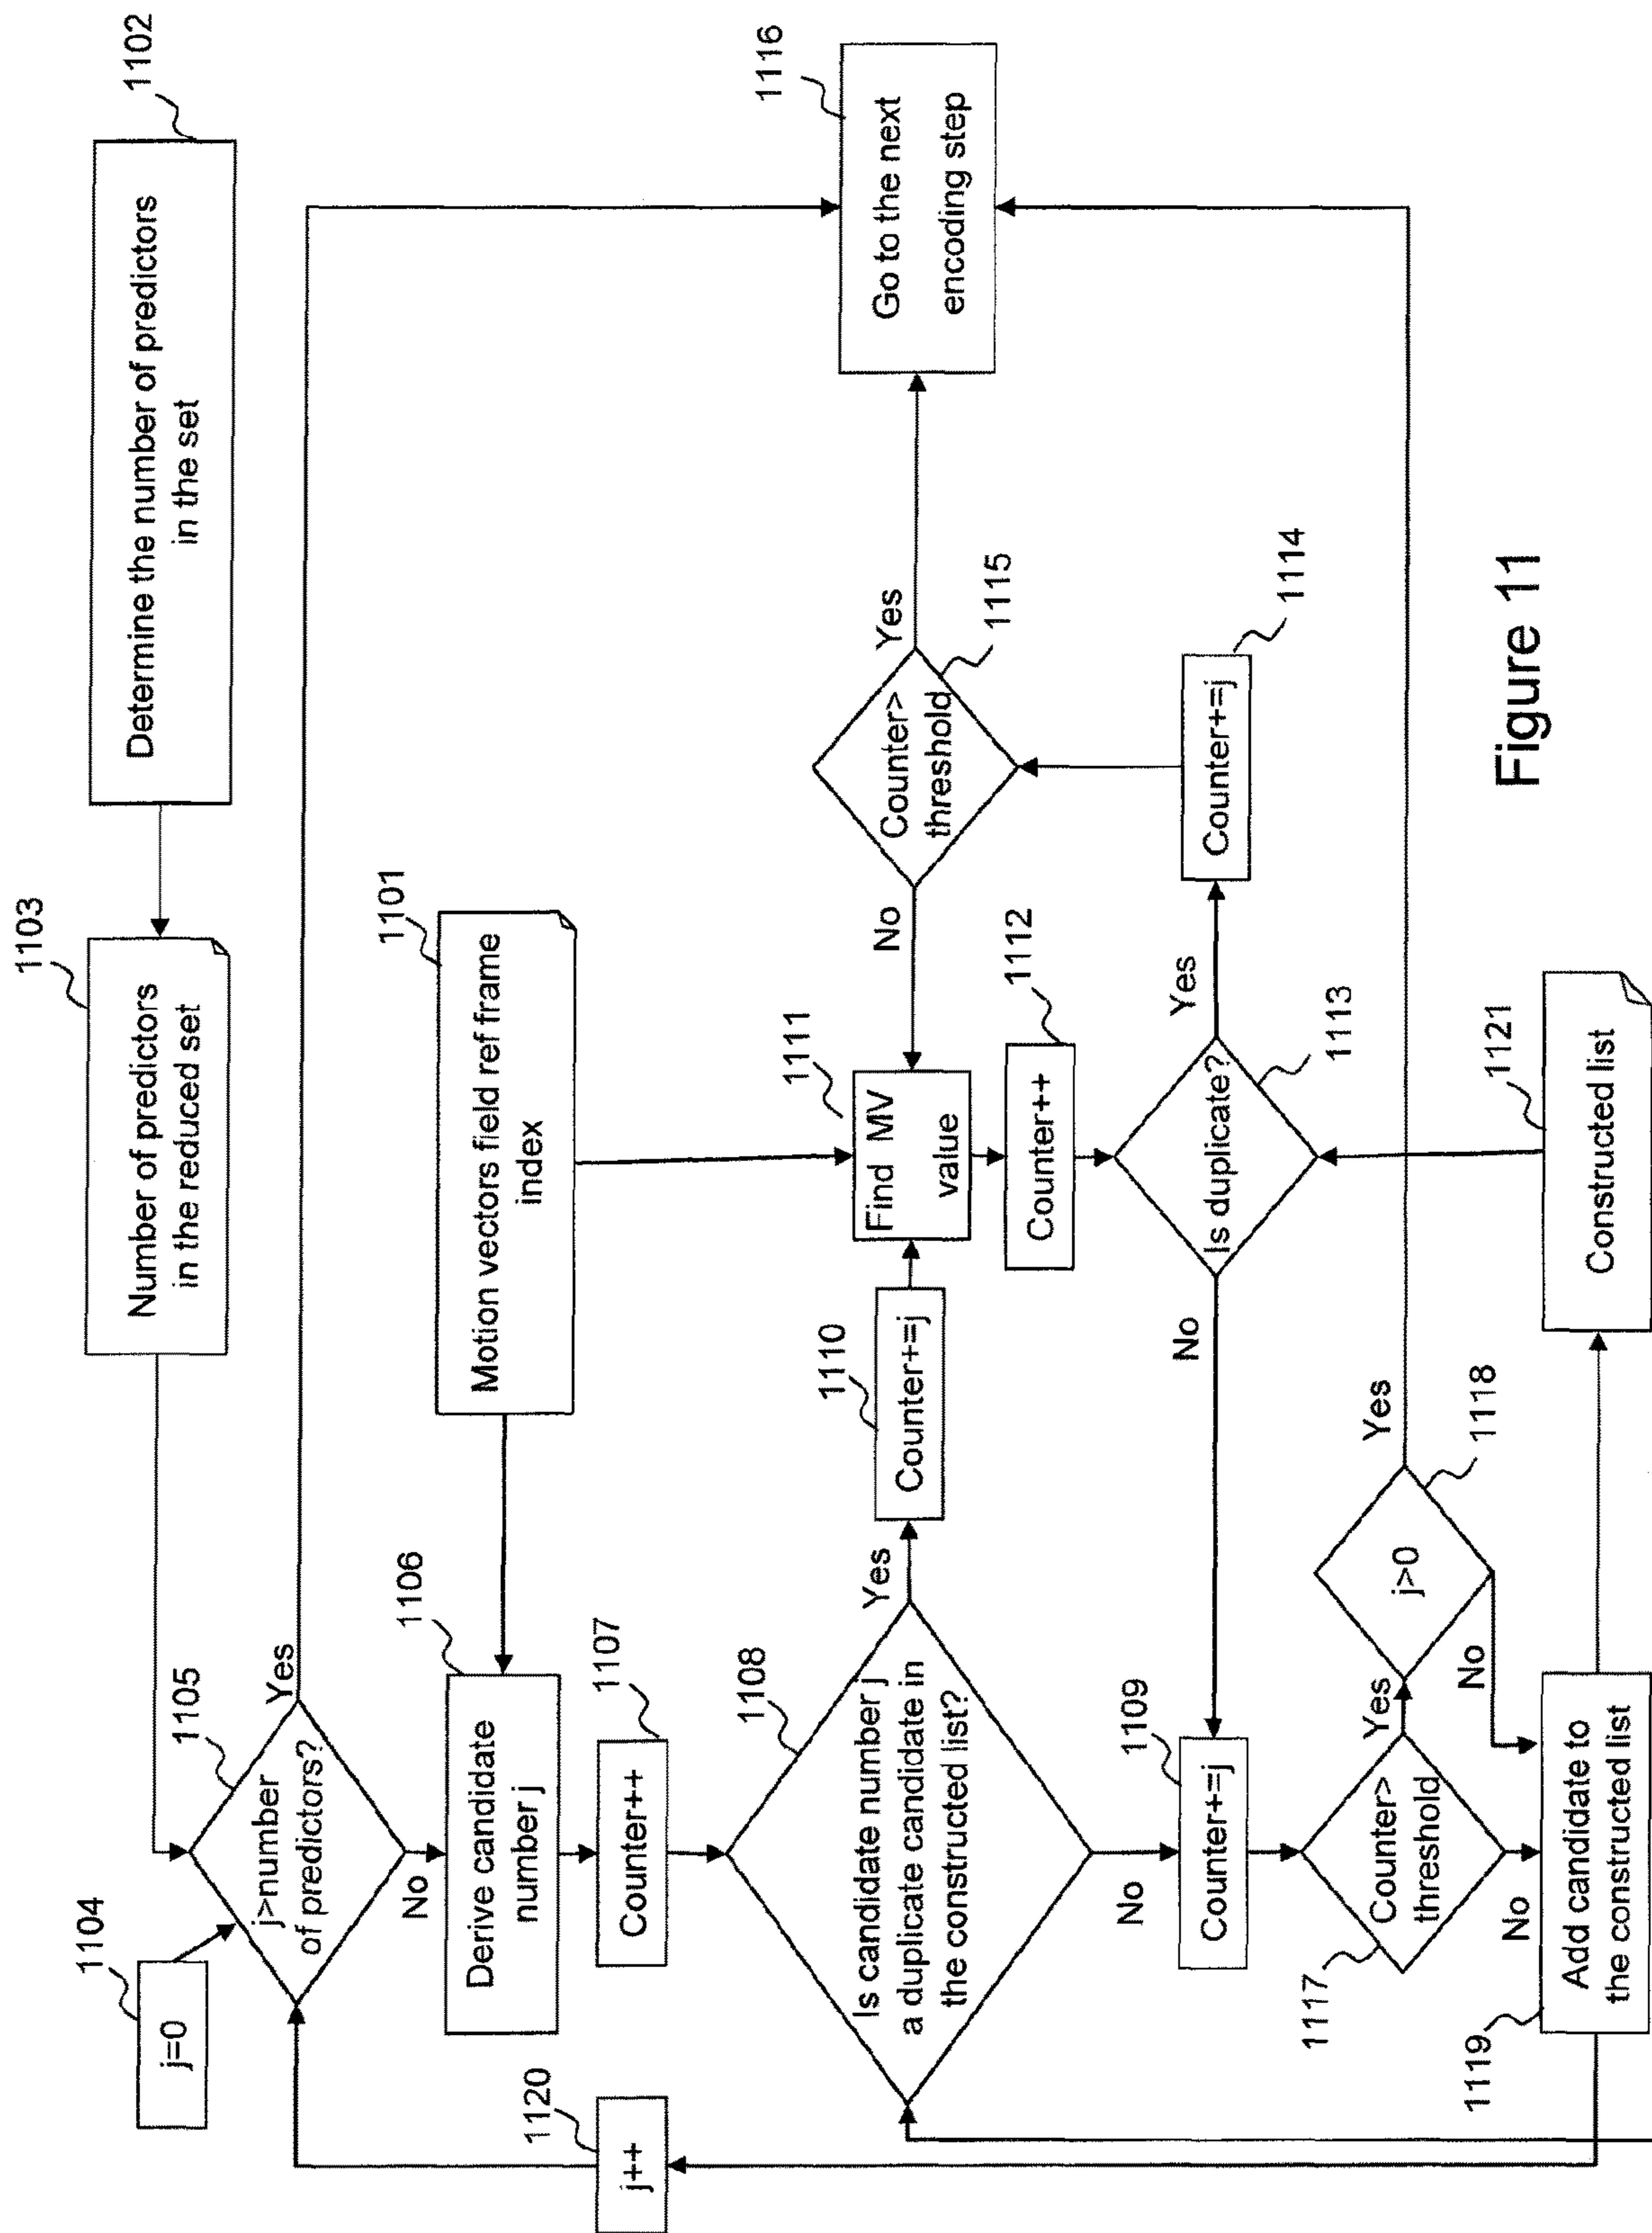 1102
Determine the number of predictors
in the set
1103
Number of predictors
in the reduced set
1104
j=0
1105
j>number
of predictors?
Yes
No
1101
Motion vectors field ref frame
index
1106
Derive candidate
number j
1107
Counter++
1120
j++
1108
Is candidate number j
a duplicate candidate in
the constructed list?
Yes
No
1110
Counter+=j
1111
Find MV
value
1112
Counter++
1113
Is duplicate?
Yes
No
1114
Counter+=j
1115
Counter>
threshold
Yes
No
1116
Go to the next
encoding step
1109
Counter+=j
1117
Counter>
threshold
Yes
No
1118
j>0
Yes
No
1119
Add candidate to
the constructed list
1121
Constructed list
Figure 11